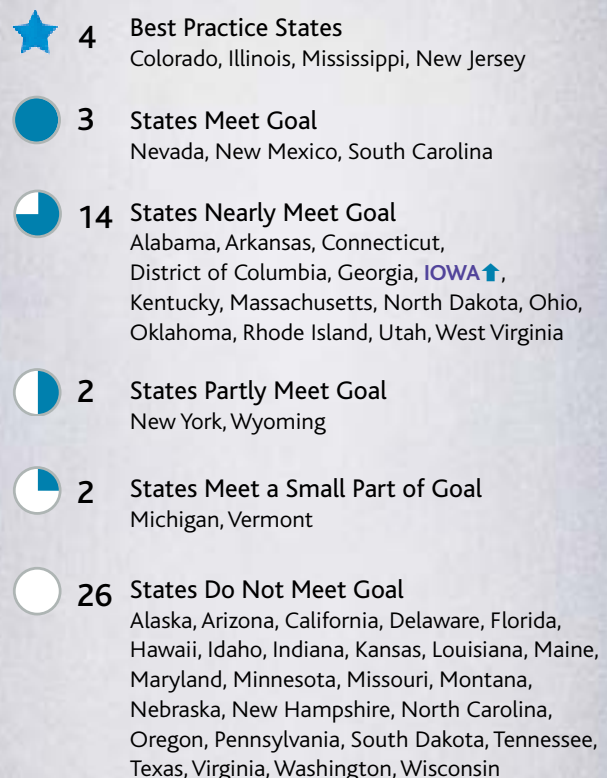 4 Best Practice States
Colorado, Illinois, Mississippi, New Jersey
3 States Meet Goal
Nevada, New Mexico, South Carolina
14 States Nearly Meet Goal
Alabama, Arkansas, Connecticut,
District of Columbia, Georgia, IOWA⬆,
Kentucky, Massachusetts, North Dakota, Ohio,
Oklahoma, Rhode Island, Utah, West Virginia
2 States Partly Meet Goal
New York, Wyoming
2 States Meet a Small Part of Goal
Michigan, Vermont
26 States Do Not Meet Goal
Alaska, Arizona, California, Delaware, Florida,
Hawaii, Idaho, Indiana, Kansas, Louisiana, Maine,
Maryland, Minnesota, Missouri, Montana,
Nebraska, New Hampshire, North Carolina,
Oregon, Pennsylvania, South Dakota, Tennessee,
Texas, Virginia, Washington, Wisconsin